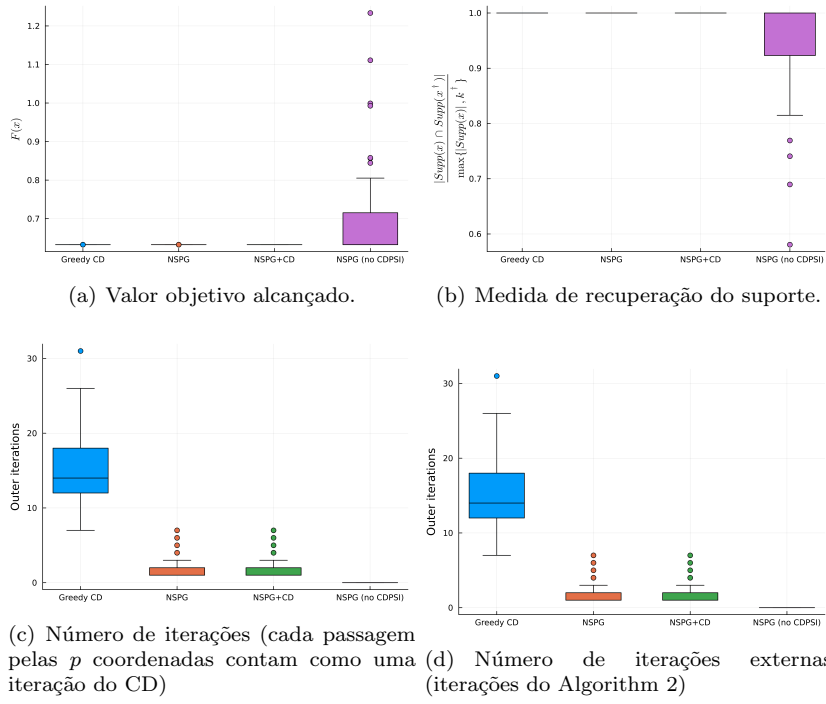 1.2
1.1
1.0
0.9
0.8
0.7
F(x)
Greedy CD NSPG NSPG+CD NSPG (no CDPSI)
(a) Valor objetivo alcançado.
1.0
0.9
0.8
0.7
0.6
|Supp(x) ∩ Supp(x†)|
max{|Supp(x)|, k†}
Greedy CD NSPG NSPG+CD NSPG (no CDPSI)
(b) Medida de recuperação do suporte.
30
20
10
0
Outer iterations
Greedy CD NSPG NSPG+CD NSPG (no CDPSI)
(c) Número de iterações (cada passagem
pelas p coordenadas contam como uma
iteração do CD)
30
20
10
0
Outer iterations
Greedy CD NSPG NSPG+CD NSPG (no CDPSI)
(d) Número de iterações externas
(iterações do Algorithm 2)